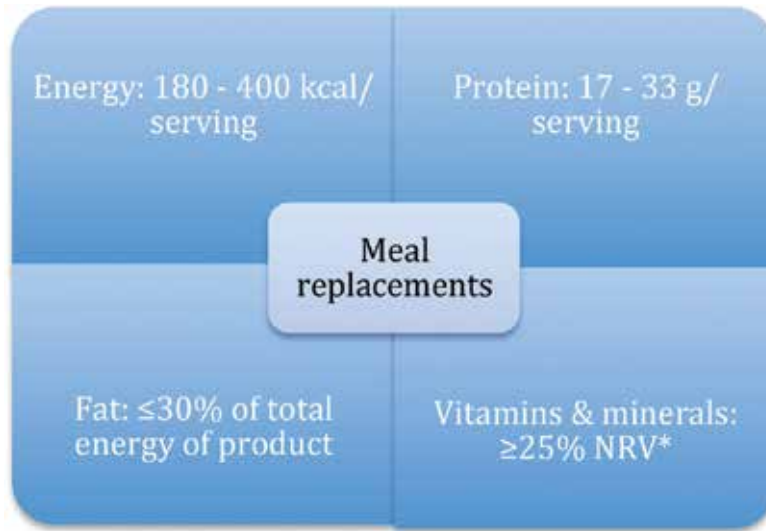 Energy: 180 - 400 kcal/
serving
Protein: 17 - 33 g/
serving
Meal
replacements
Fat: ≤30% of total
energy of product
Vitamins & minerals:
≥25% NRV*